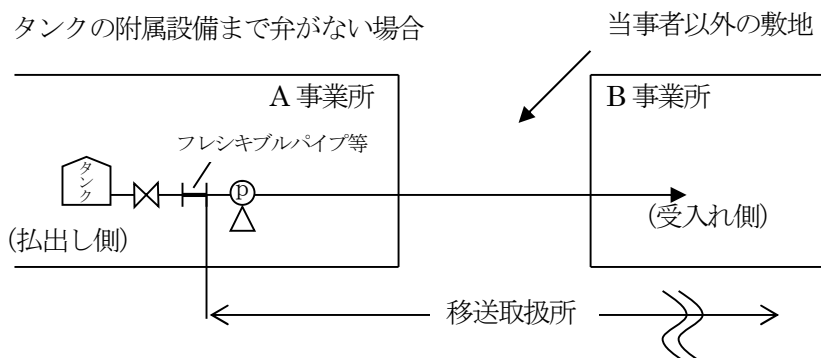 タンクの附属設備まで弁がない場合
当事者以外の敷地
A 事業所
B 事業所
フレシキブルパイプ等
タンク
p
(受入れ側)
(払出し側)
移送取扱所